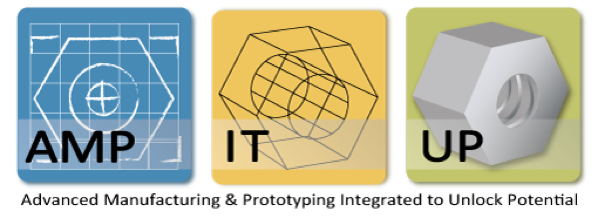 AMP IT UP
Advanced Manufacturing & Prototyping Integrated to Unlock Potential